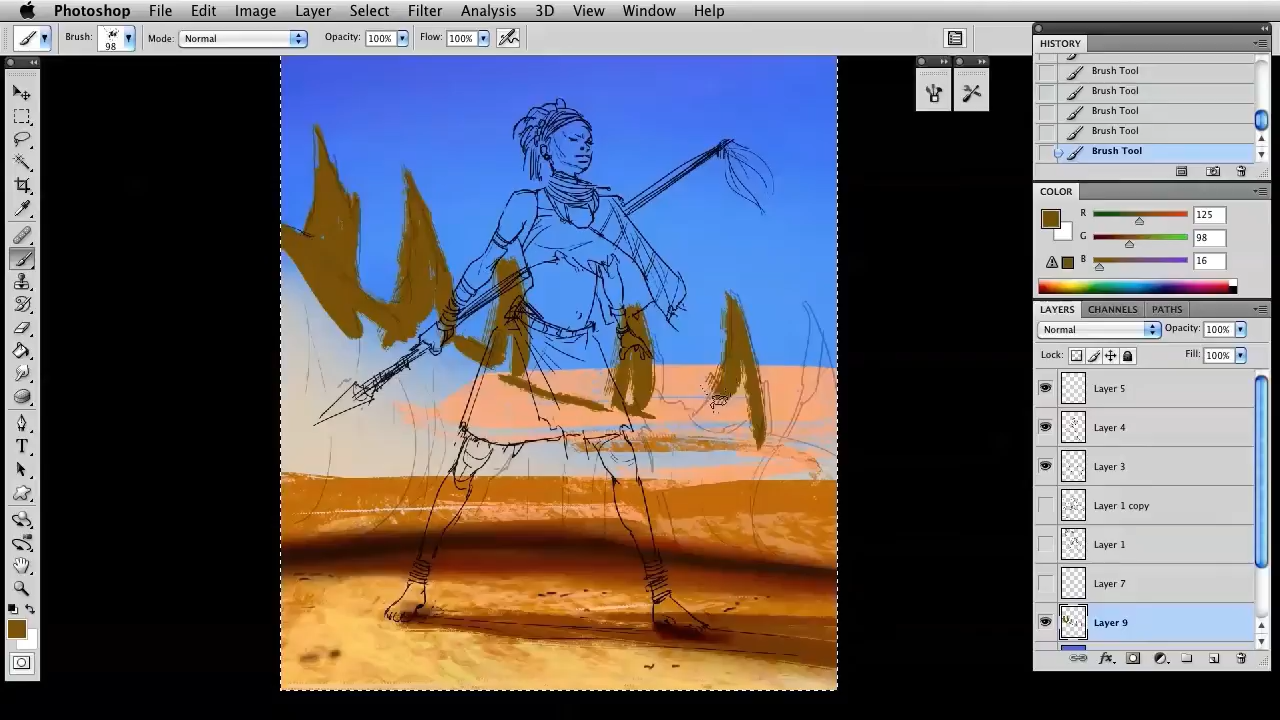 Photoshop File Edit Image Layer Select Filter Analysis 3D View Window Help
Brush: 98 Mode: Normal Opacity: 100% Flow: 100%
HISTORY
Brush Tool
Brush Tool
Brush Tool
Brush Tool
Brush Tool
COLOR
R 125
G 98
B 16
LAYERS CHANNELS PATHS
Normal Opacity: 100%
Lock: Fill: 100%
Layer 5
Layer 4
Layer 3
Layer 1 copy
Layer 1
Layer 7
Layer 9